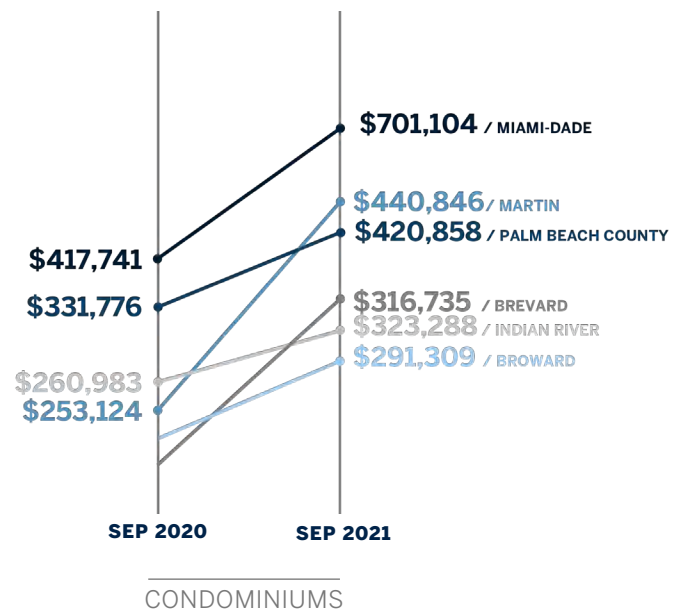 $701,104 / MIAMI-DADE
$440,846/ MARTIN
$420,858 / PALM BEACH COUNTY
$417,741
$331,776
$316,735 / BREVARD
$323,288 / INDIAN RIVER
$291,309 / BROWARD
$260,983
$253,124
SEP 2020 SEP 2021
CONDOMINIUMS